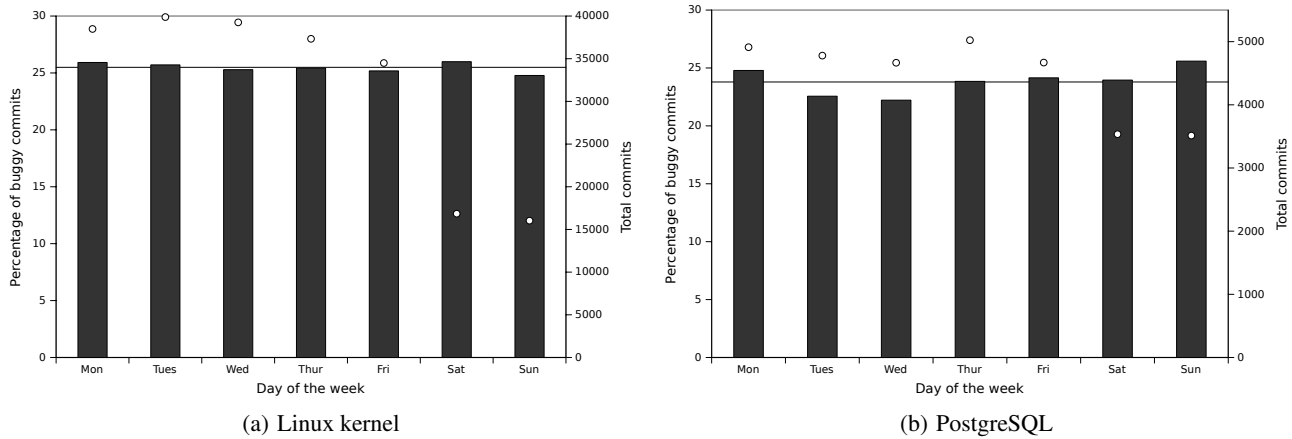 Percentage of buggy commits
30
25
20
15
10
5
0
40000
35000
30000
25000
20000
15000
10000
5000
0
Total commits
Mon Tues Wed Thur Fri Sat Sun
Day of the week
(a) Linux kernel
Percentage of buggy commits
30
25
20
15
10
5
0
5000
4000
3000
2000
1000
0
Total commits
Mon Tues Wed Thur Fri Sat Sun
Day of the week
(b) PostgreSQL